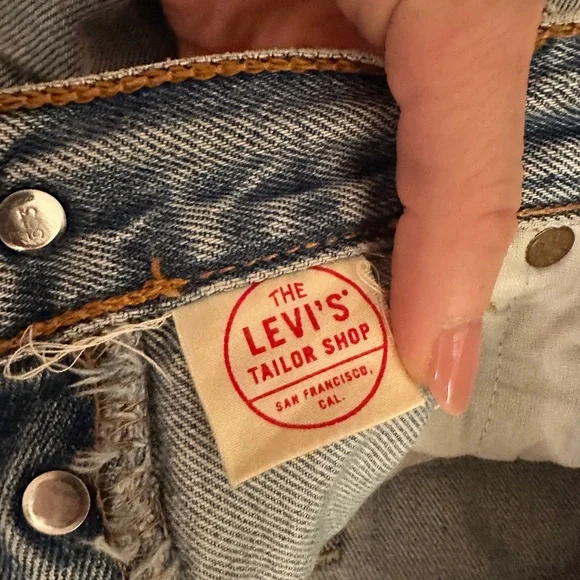 THE
LEVI'S®
TAILOR SHOP
SAN FRANCISCO,
CAL.